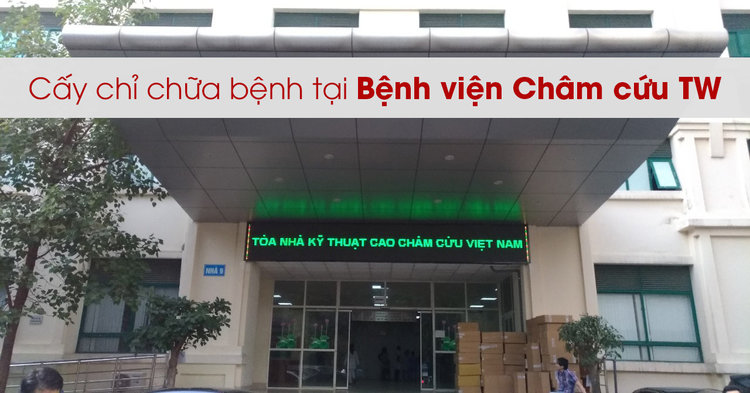 Cấy chỉ chữa bệnh tại Bệnh viện Châm cứu TW
TÒA NHÀ KỸ THUẬT CAO CHÂM CỨU VIỆT NAM
NHÀ 9